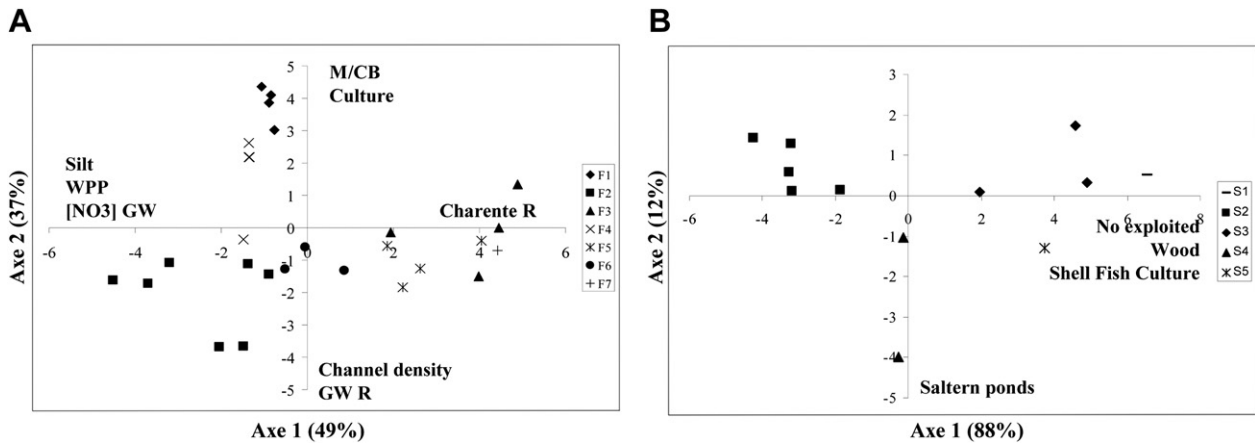 A
M/CB
Culture
Silt
WPP
[NO3] GW
Charente R
Channel density
GW R
5
4
3
2
1
0
-1
-2
-3
-4
-5
-6
-4
-2
0
2
4
6
Axe 2 (37%)
Axe 1 (49%)
F1
F2
F3
F4
F5
F6
F7
B
3
2
1
0
-1
-2
-3
-4
-5
-6
-4
-2
0
2
4
6
8
No exploited
Wood
Shell Fish Culture
Saltern ponds
Axe 2 (12%)
Axe 1 (88%)
S1
S2
S3
S4
S5